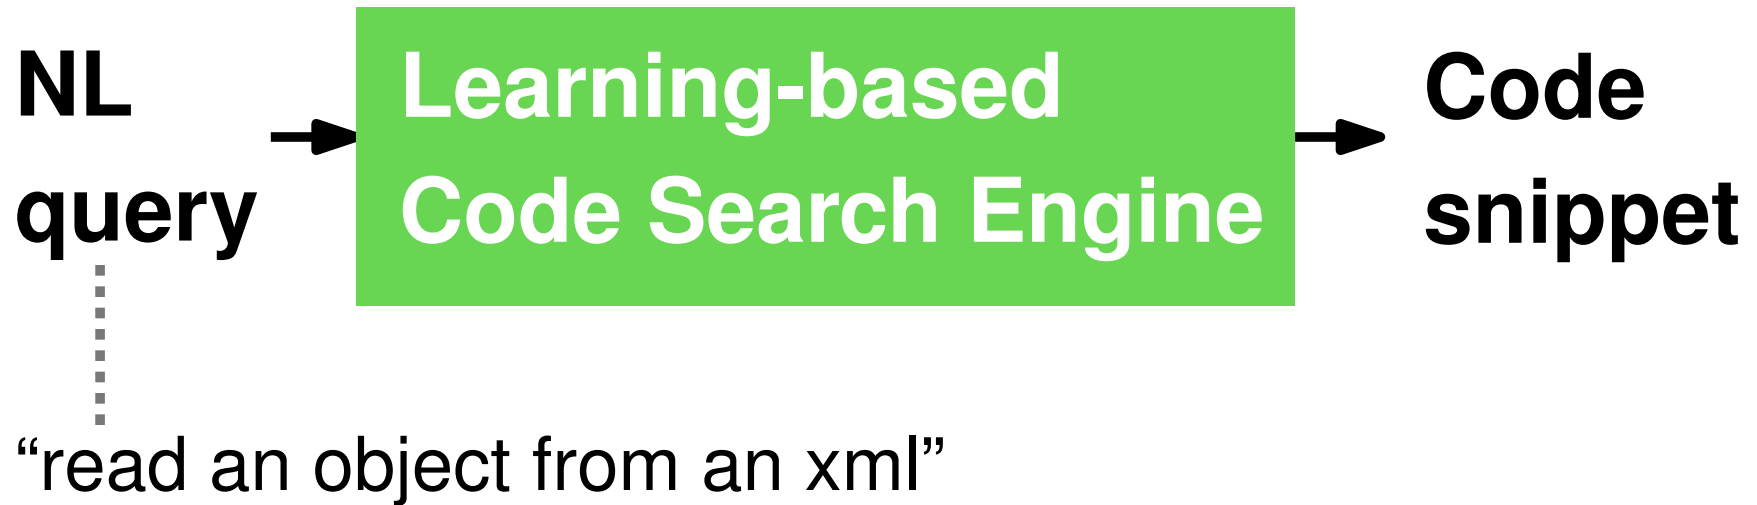 NL
query
Learning-based
Code Search Engine
Code
snippet
“read an object from an xml”